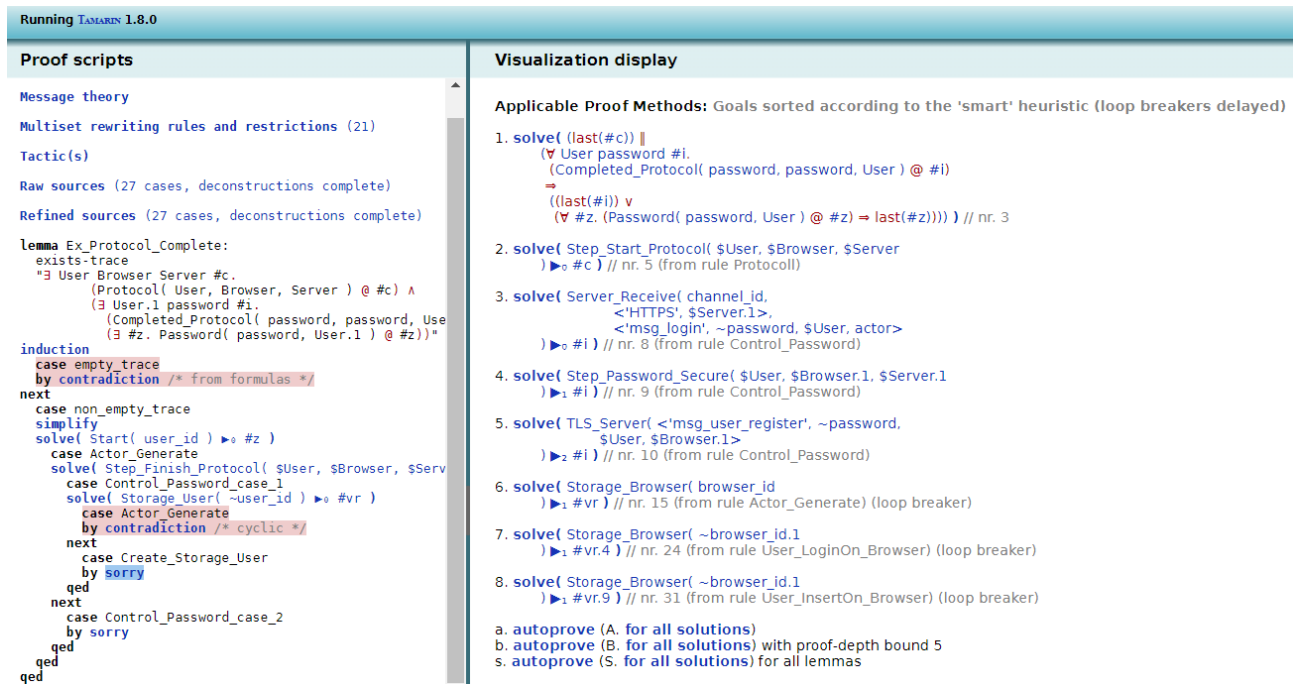 Running TAMARIN 1.8.0
Proof scripts
Message theory
Multiset rewriting rules and restrictions (21)
Tactic(s)
Raw sources (27 cases, deconstructions complete)
Refined sources (27 cases, deconstructions complete)
lemma Ex_Protocol_Complete:
exists-trace
"∃ User Browser Server #c.
(Protocol( User, Browser, Server ) @ #c) ∧
(∃ User.1 password #i.
(Completed_Protocol( password, password, Use
(∃ #z. Password( password, User.1 ) @ #z))"
induction
case empty_trace
by contradiction /* from formulas */
next
case non_empty_trace
simplify
solve( Start( user_id ) ▶₀ #z )
case Actor_Generate
solve( Step_Finish_Protocol( $User, $Browser, $Serv
case Control_Password_case_1
solve( Storage_User( ~user_id ) ▶₀ #vr )
case Actor_Generate
by contradiction /* cyclic */
next
case Create_Storage_User
by sorry
qed
next
case Control_Password_case_2
by sorry
qed
qed
qed
Visualization display
Applicable Proof Methods: Goals sorted according to the 'smart' heuristic (loop breakers delayed)
1. solve( (last(#c)) ∥
(∀ User password #i.
(Completed_Protocol( password, password, User ) @ #i)
⇒
((last(#i)) ∨
(∀ #z. (Password( password, User ) @ #z) ⇒ last(#z)))) ) // nr. 3
2. solve( Step_Start_Protocol( $User, $Browser, $Server
) ▶₀ #c ) // nr. 5 (from rule Protocoll)
3. solve( Server_Receive( channel_id,
<'HTTPS', $Server.1>,
<'msg_login', ~password, $User, actor>
) ▶₀ #i ) // nr. 8 (from rule Control_Password)
4. solve( Step_Password_Secure( $User, $Browser.1, $Server.1
) ▶₁ #i ) // nr. 9 (from rule Control_Password)
5. solve( TLS_Server( <'msg_user_register', ~password,
$User, $Browser.1>
) ▶₂ #i ) // nr. 10 (from rule Control_Password)
6. solve( Storage_Browser( browser_id
) ▶₁ #vr ) // nr. 15 (from rule Actor_Generate) (loop breaker)
7. solve( Storage_Browser( ~browser_id.1
) ▶₁ #vr.4 ) // nr. 24 (from rule User_LoginOn_Browser) (loop breaker)
8. solve( Storage_Browser( ~browser_id.1
) ▶₁ #vr.9 ) // nr. 31 (from rule User_InsertOn_Browser) (loop breaker)
a. autoprove (A. for all solutions)
b. autoprove (B. for all solutions) with proof-depth bound 5
s. autoprove (S. for all solutions) for all lemmas